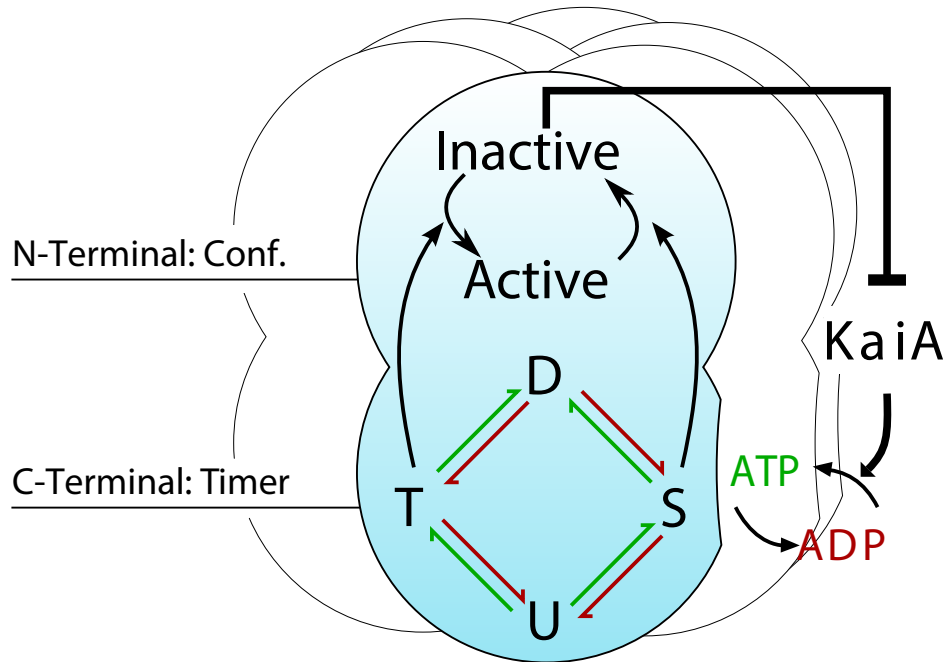 Inactive
N-Terminal: Conf.
Active
KaiA
D
C-Terminal: Timer
ATP
T
S
ADP
U